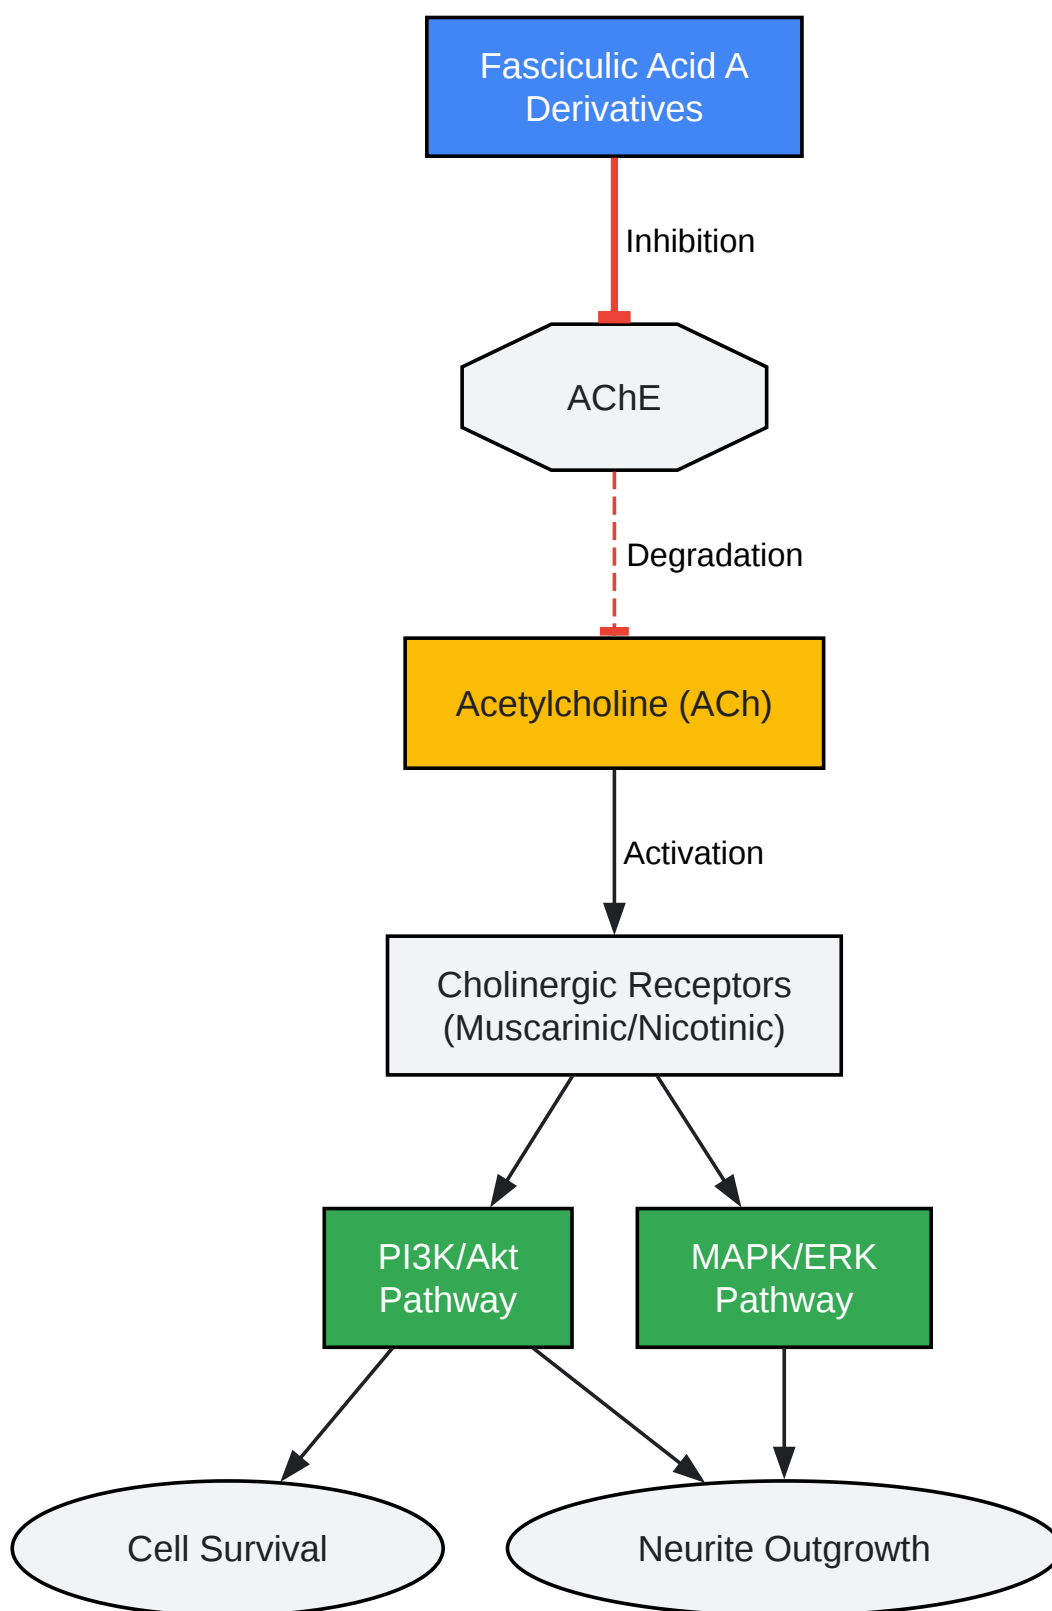 Fasciculic Acid A
Derivatives
Inhibition
AChE
Degradation
Acetylcholine (ACh)
Activation
Cholinergic Receptors
(Muscarinic/Nicotinic)
PI3K/Akt
Pathway
MAPK/ERK
Pathway
Cell Survival
Neurite Outgrowth